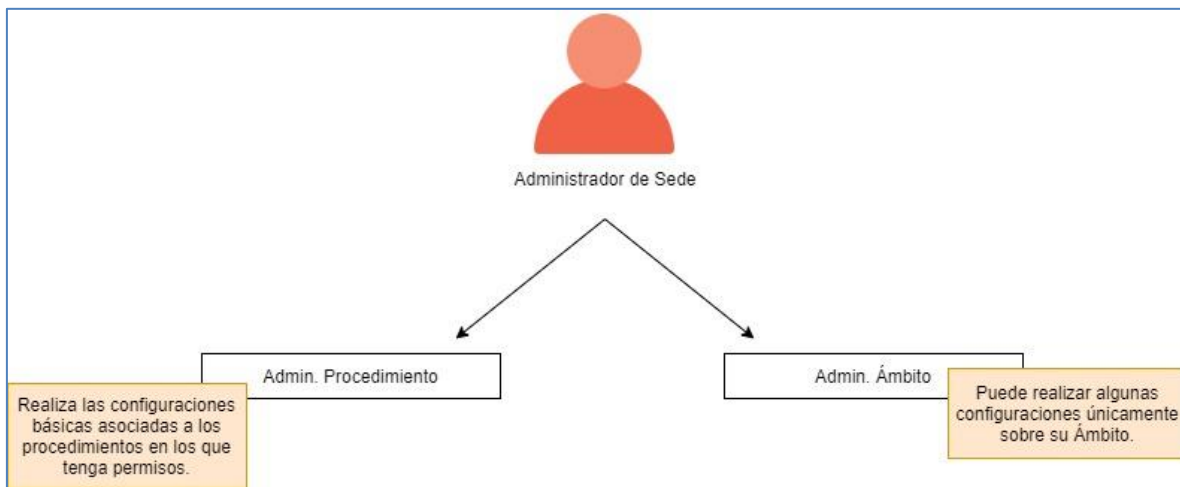 Administrador de Sede
Admin. Procedimiento
Realiza las configuraciones
básicas asociadas a los
procedimientos en los que
tenga permisos.
Admin. Ámbito
Puede realizar algunas
configuraciones únicamente
sobre su Ámbito.